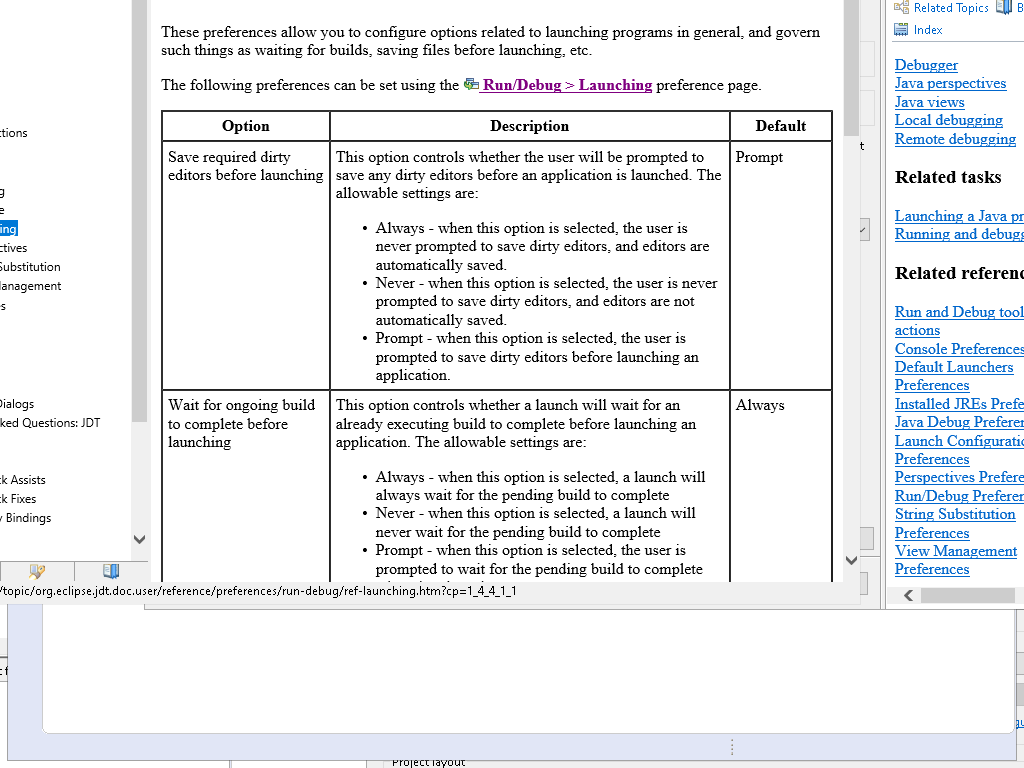 ctions
g
e
ing
ctives
Substitution
Management
s
Dialogs
ked Questions: JDT
ck Assists
ck Fixes
y Bindings
These preferences allow you to configure options related to launching programs in general, and govern
such things as waiting for builds, saving files before launching, etc.
The following preferences can be set using the Run/Debug > Launching preference page.
Option Description Default
Save required dirty
editors before launching
This option controls whether the user will be prompted to
save any dirty editors before an application is launched. The
allowable settings are:
• Always - when this option is selected, the user is
never prompted to save dirty editors, and editors are
automatically saved.
• Never - when this option is selected, the user is never
prompted to save dirty editors, and editors are not
automatically saved.
• Prompt - when this option is selected, the user is
prompted to save dirty editors before launching an
application.
Prompt
Wait for ongoing build
to complete before
launching
This option controls whether a launch will wait for an
already executing build to complete before launching an
application. The allowable settings are:
• Always - when this option is selected, a launch will
always wait for the pending build to complete
• Never - when this option is selected, a launch will
never wait for the pending build to complete
• Prompt - when this option is selected, the user is
prompted to wait for the pending build to complete
Always
t
Related Topics B
Index
Debugger
Java perspectives
Java views
Local debugging
Remote debugging
Related tasks
Launching a Java pr
Running and debugg
Related referenc
Run and Debug tool
actions
Console Preferences
Default Launchers
Preferences
Installed JREs Prefe
Java Debug Preferen
Launch Configuratio
Preferences
Perspectives Prefere
Run/Debug Preferen
String Substitution
Preferences
View Management
Preferences
/topic/org.eclipse.jdt.doc.user/reference/preferences/run-debug/ref-launching.htm?cp=1_4_4_1_1
Project layout